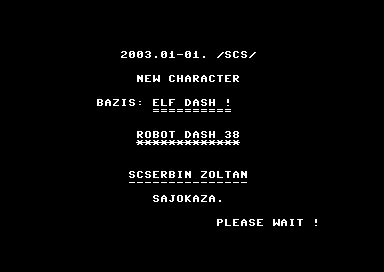 2003.01-01. /SCS/
NEW CHARACTER
BAZIS: ELF DASH !
==========
ROBOT DASH 38
*************
SCSERBIN ZOLTAN
---------------
SAJOKAZA.
PLEASE WAIT !